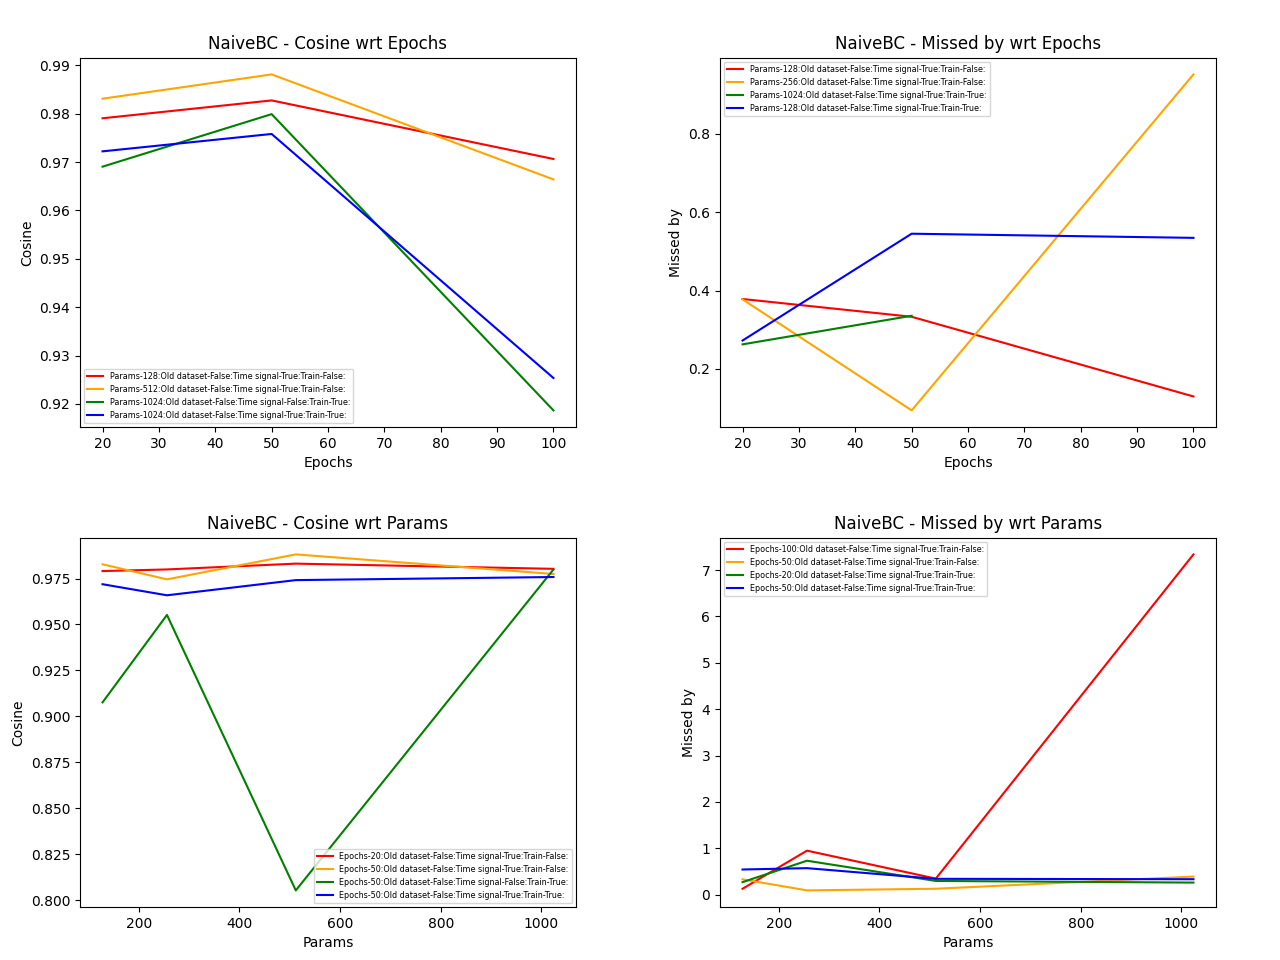 NaiveBC - Cosine wrt Epochs
0.99
0.98
0.97
0.96
0.95
0.94
0.93
0.92
Cosine
Params-128:Old dataset-False:Time signal-True:Train-False:
Params-512:Old dataset-False:Time signal-True:Train-False:
Params-1024:Old dataset-False:Time signal-False:Train-True:
Params-1024:Old dataset-False:Time signal-True:Train-True:
20 30 40 50 60 70 80 90 100
Epochs
NaiveBC - Missed by wrt Epochs
Params-128:Old dataset-False:Time signal-True:Train-False:
Params-256:Old dataset-False:Time signal-True:Train-False:
Params-1024:Old dataset-False:Time signal-True:Train-True:
Params-128:Old dataset-False:Time signal-True:Train-True:
0.8
0.6
0.4
0.2
Missed by
20 30 40 50 60 70 80 90 100
Epochs
NaiveBC - Cosine wrt Params
0.975
0.950
0.925
0.900
0.875
0.850
0.825
0.800
Cosine
Epochs-20:Old dataset-False:Time signal-True:Train-False:
Epochs-50:Old dataset-False:Time signal-True:Train-False:
Epochs-50:Old dataset-False:Time signal-False:Train-True:
Epochs-50:Old dataset-False:Time signal-True:Train-True:
200 400 600 800 1000
Params
NaiveBC - Missed by wrt Params
Epochs-100:Old dataset-False:Time signal-True:Train-False:
Epochs-50:Old dataset-False:Time signal-True:Train-False:
Epochs-20:Old dataset-False:Time signal-True:Train-True:
Epochs-50:Old dataset-False:Time signal-True:Train-True:
7
6
5
4
3
2
1
0
Missed by
200 400 600 800 1000
Params